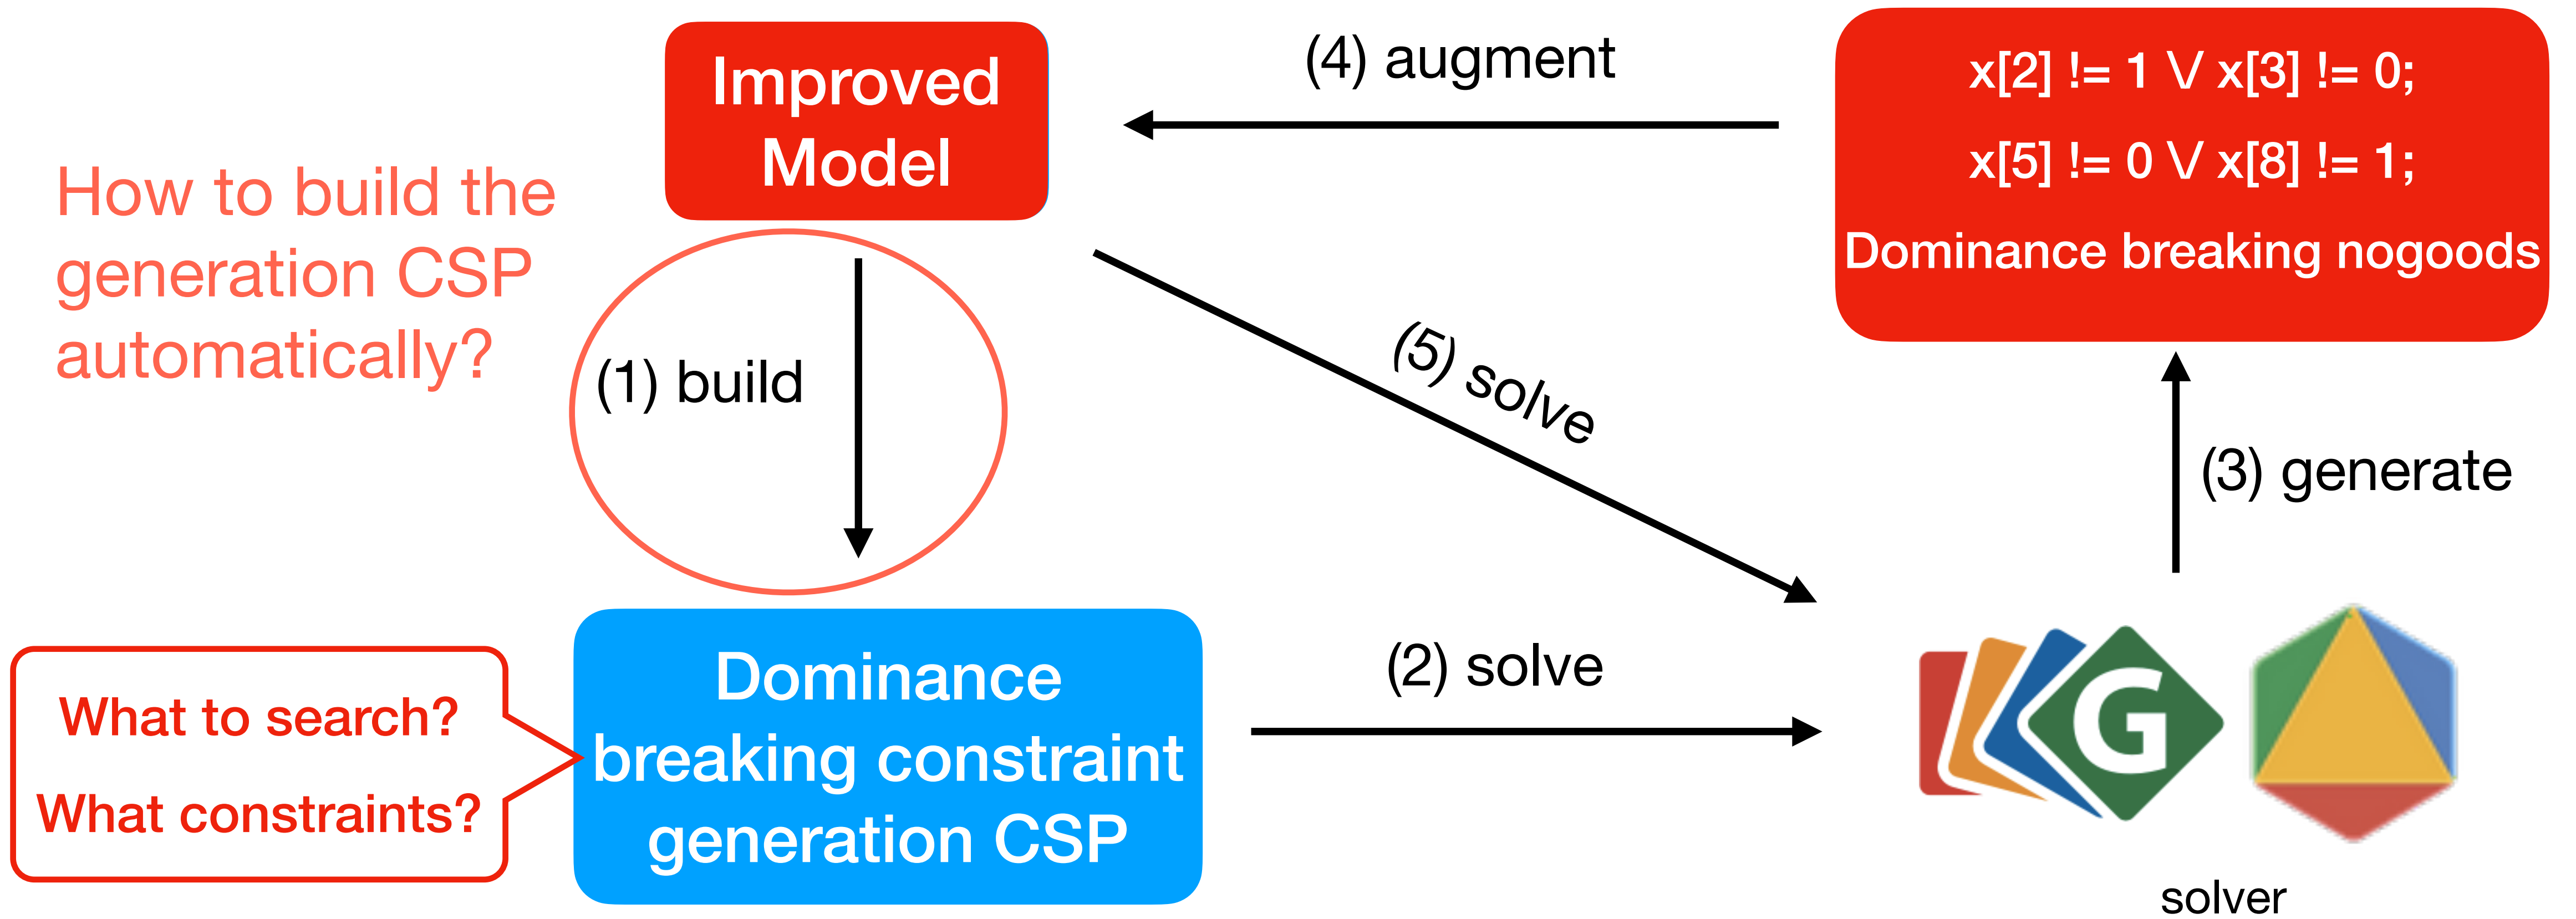 Improved
Model
(4) augment
x[2] != 1 \/ x[3] != 0;
x[5] != 0 \/ x[8] != 1;
Dominance breaking nogoods
How to build the
generation CSP
automatically?
(1) build
(5) solve
(3) generate
What to search?
What constraints?
Dominance
breaking constraint
generation CSP
(2) solve
G
solver